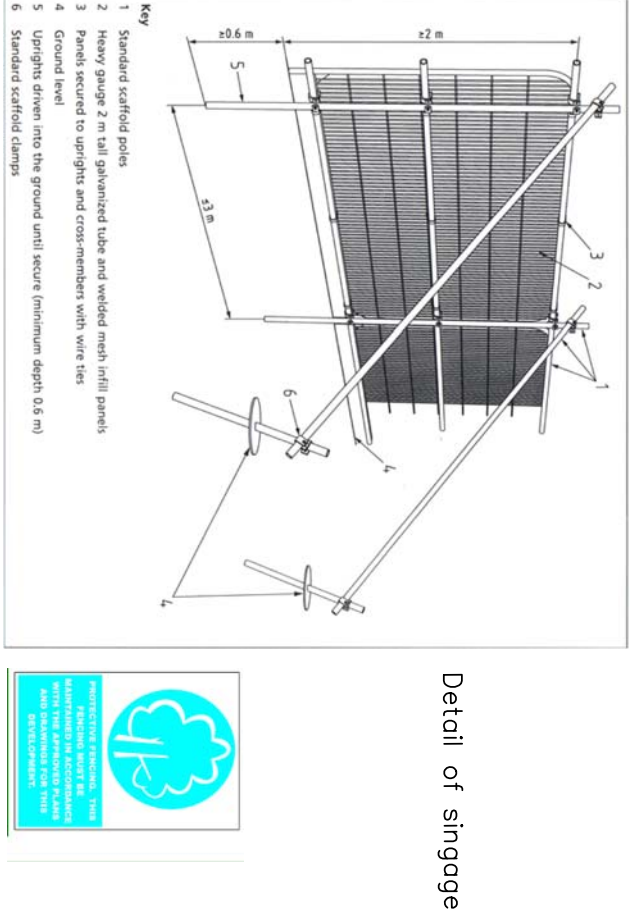 ≥0.6 m
≥2 m
5
≤3 m
3
2
1
6
4
4
Key
1 Standard scaffold poles
2 Heavy gauge 2 m tall galvanized tube and welded mesh infill panels
3 Panels secured to uprights and cross-members with wire ties
4 Ground level
5 Uprights driven into the ground until secure (minimum depth 0.6 m)
6 Standard scaffold clamps
Detail of singage
PROTECTIVE FENCING. THIS
FENCING MUST BE
MAINTAINED IN ACCORDANCE
WITH THE APPROVED PLANS
AND DRAWINGS FOR THIS
DEVELOPMENT.